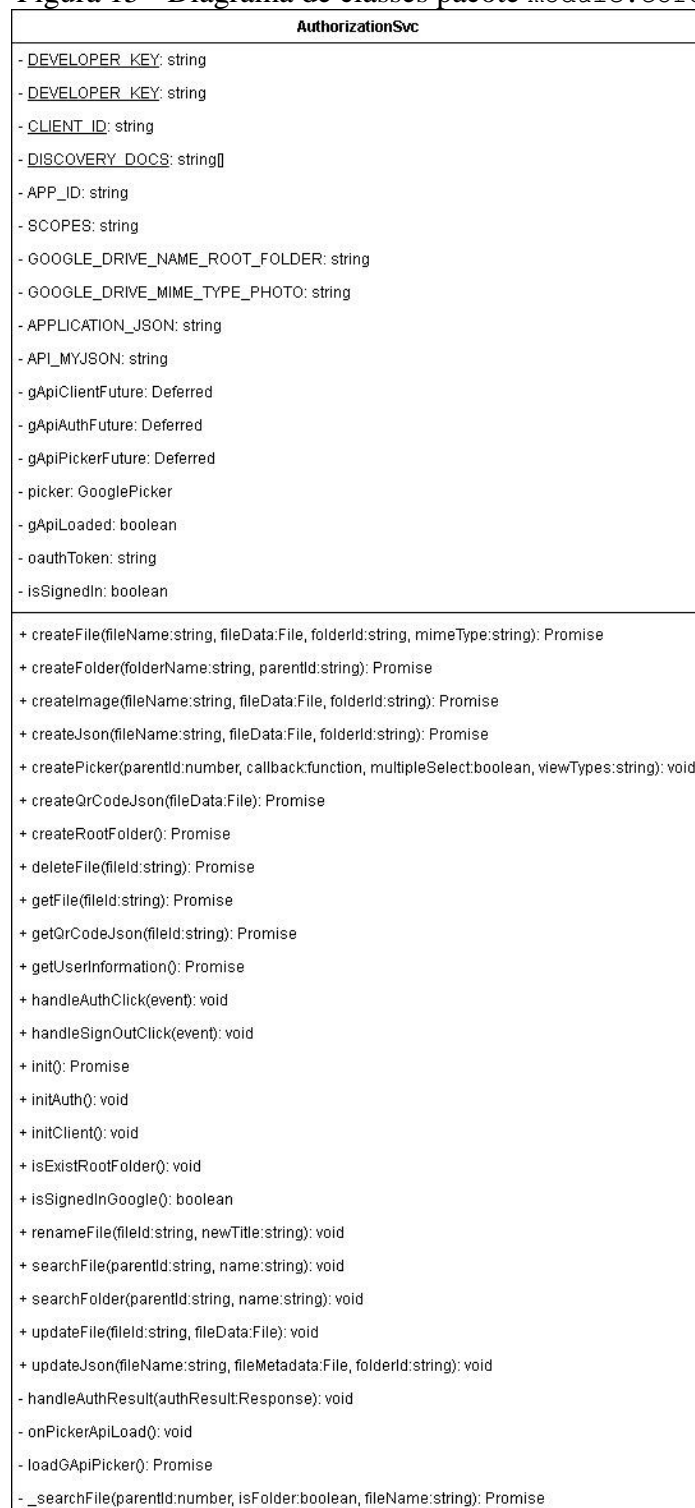 Figura 15 - Diagrama de classes pacote
AuthorizationSvc
- DEVELOPER_KEY: string
- DEVELOPER_KEY: string
- CLIENT_ID: string
- DISCOVERY_DOCS: string[]
- APP_ID: string
- SCOPES: string
- GOOGLE_DRIVE_NAME_ROOT_FOLDER: string
- GOOGLE_DRIVE_MIME_TYPE_PHOTO: string
- APPLICATION_JSON: string
- API_MYJSON: string
- gApiClientFuture: Deferred
- gApiAuthFuture: Deferred
- gApiPickerFuture: Deferred
- picker: GooglePicker
- gApiLoaded: boolean
- oauthToken: string
- isSignedIn: boolean
+ createFile(fileName:string, fileData:File, folderId:string, mimeType:string): Promise
+ createFolder(folderName:string, parentId:string): Promise
+ createImage(fileName:string, fileData:File, folderId:string): Promise
+ createJson(fileName:string, fileData:File, folderId:string): Promise
+ createPicker(parentId:number, callback:function, multipleSelect:boolean, viewTypes:string): void
+ createQrCodeJson(fileData:File): Promise
+ createRootFolder(): Promise
+ deleteFile(fileId:string): Promise
+ getFile(fileId:string): Promise
+ getQrCodeJson(fileId:string): Promise
+ getUserInformation(): Promise
+ handleAuthClick(event): void
+ handleSignOutClick(event): void
+ init(): Promise
+ initAuth(): void
+ initClient(): void
+ isExistRootFolder(): void
+ isSignedInGoogle(): boolean
+ renameFile(fileId:string, newTitle:string): void
+ searchFile(parentId:string, name:string): void
+ searchFolder(parentId:string, name:string): void
+ updateFile(fileId:string, fileData:File): void
+ updateJson(fileName:string, fileMetadata:File, folderId:string): void
- handleAuthResult(authResult:Response): void
- onPickerApiLoad(): void
- loadGApiPicker(): Promise
- _searchFile(parentId:number, isFolder:boolean, fileName:string): Promise